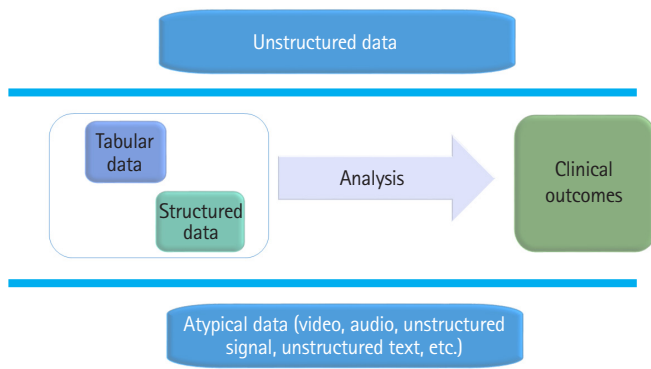 Unstructured data
Tabular
data
Structured
data
Analysis
Clinical
outcomes
Atypical data (video, audio, unstructured
signal, unstructured text, etc.)